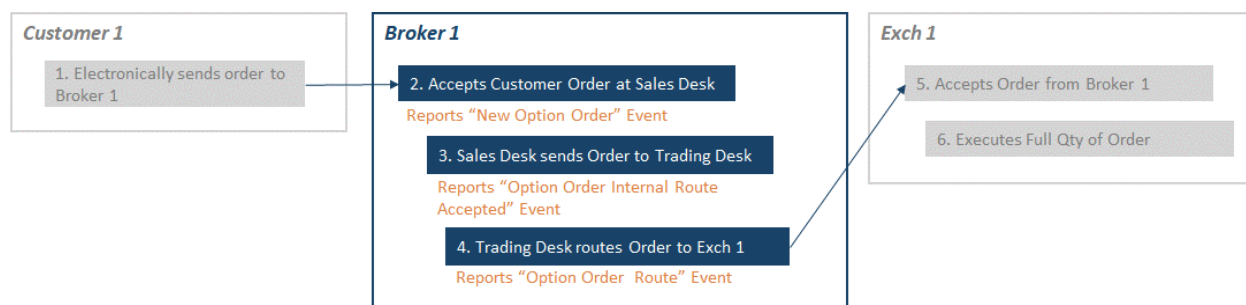 Customer 1
1. Electronically sends order to
Broker 1
Broker 1
2. Accepts Customer Order at Sales Desk
Reports “New Option Order” Event
3. Sales Desk sends Order to Trading Desk
Reports “Option Order Internal Route
Accepted” Event
4. Trading Desk routes Order to Exch 1
Reports “Option Order Route” Event
Exch 1
5. Accepts Order from Broker 1
6. Executes Full Qty of Order